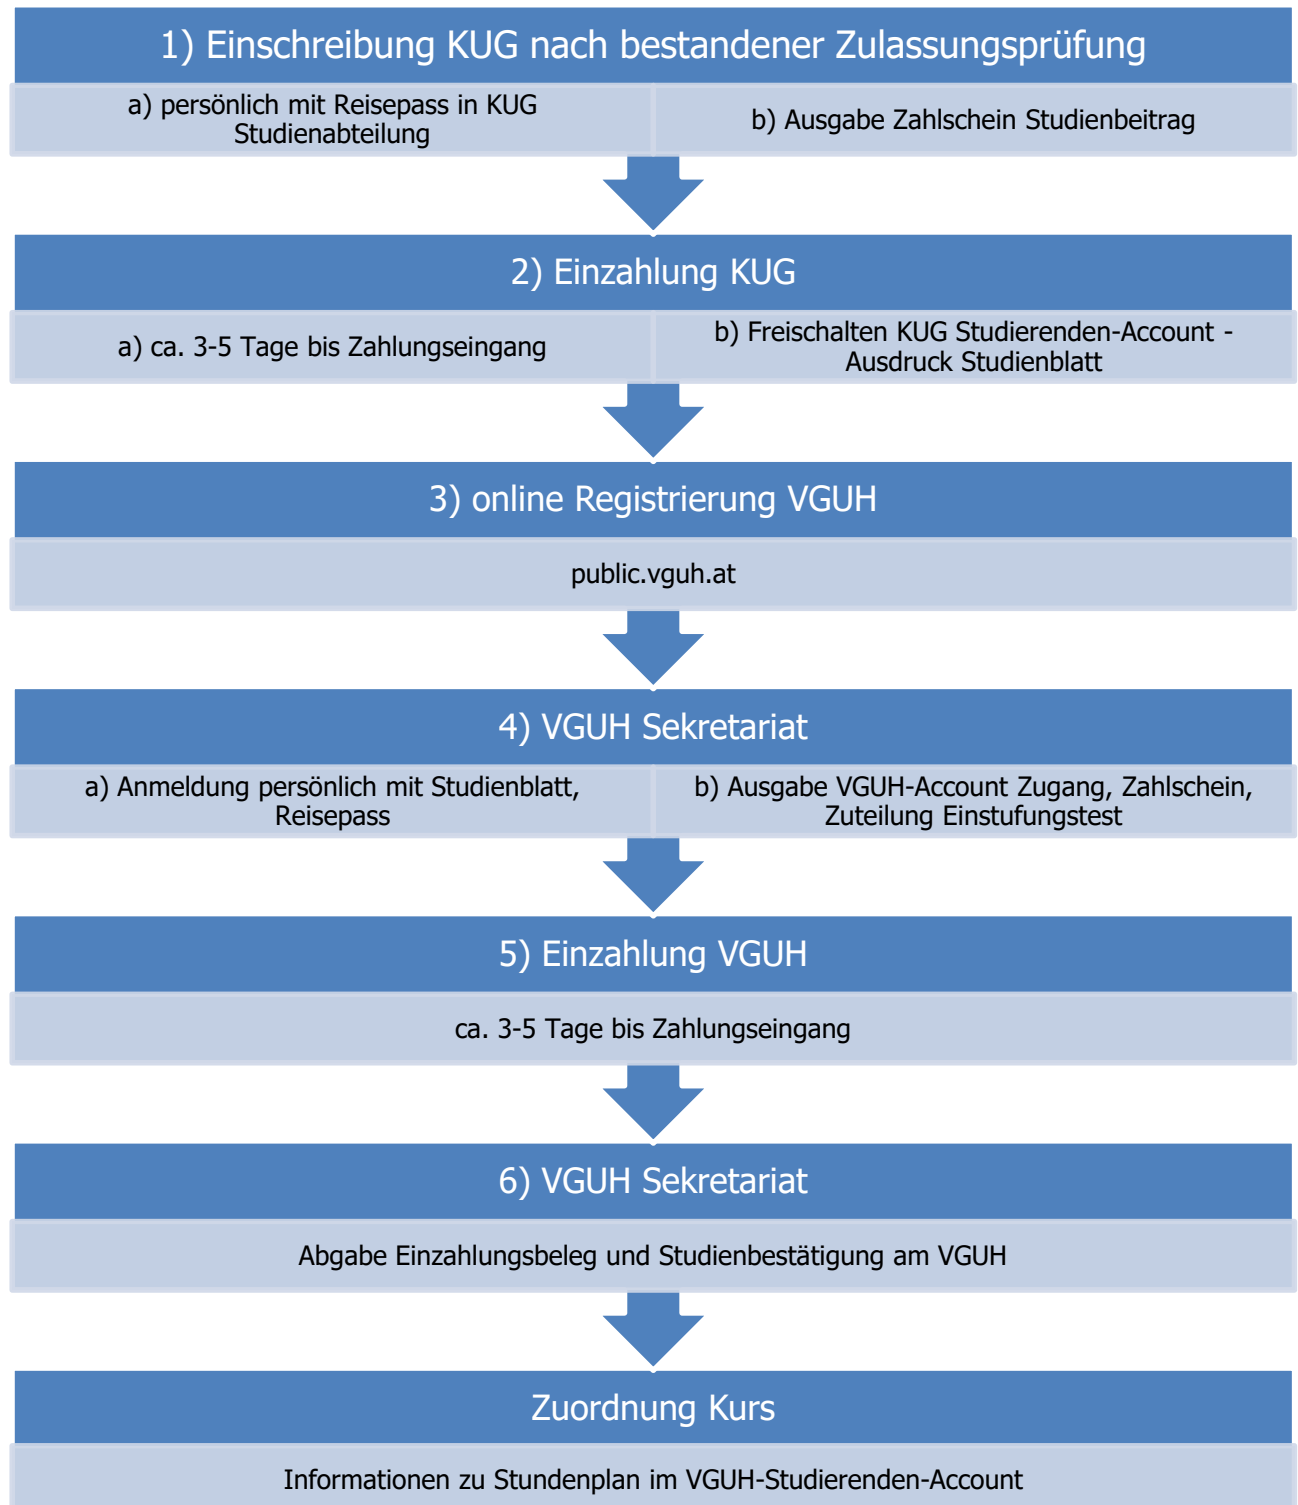 1) Einschreibung KUG nach bestandener Zulassungsprüfung
a) persönlich mit Reisepass in KUG
Studienabteilung
b) Ausgabe Zahlschein Studienbeitrag
2) Einzahlung KUG
a) ca. 3-5 Tage bis Zahlungseingang
b) Freischalten KUG Studierenden-Account -
Ausdruck Studienblatt
3) online Registrierung VGUH
public.vguh.at
4) VGUH Sekretariat
a) Anmeldung persönlich mit Studienblatt,
Reisepass
b) Ausgabe VGUH-Account Zugang, Zahlschein,
Zuteilung Einstufungstest
5) Einzahlung VGUH
ca. 3-5 Tage bis Zahlungseingang
6) VGUH Sekretariat
Abgabe Einzahlungsbeleg und Studienbestätigung am VGUH
Zuordnung Kurs
Informationen zu Stundenplan im VGUH-Studierenden-Account